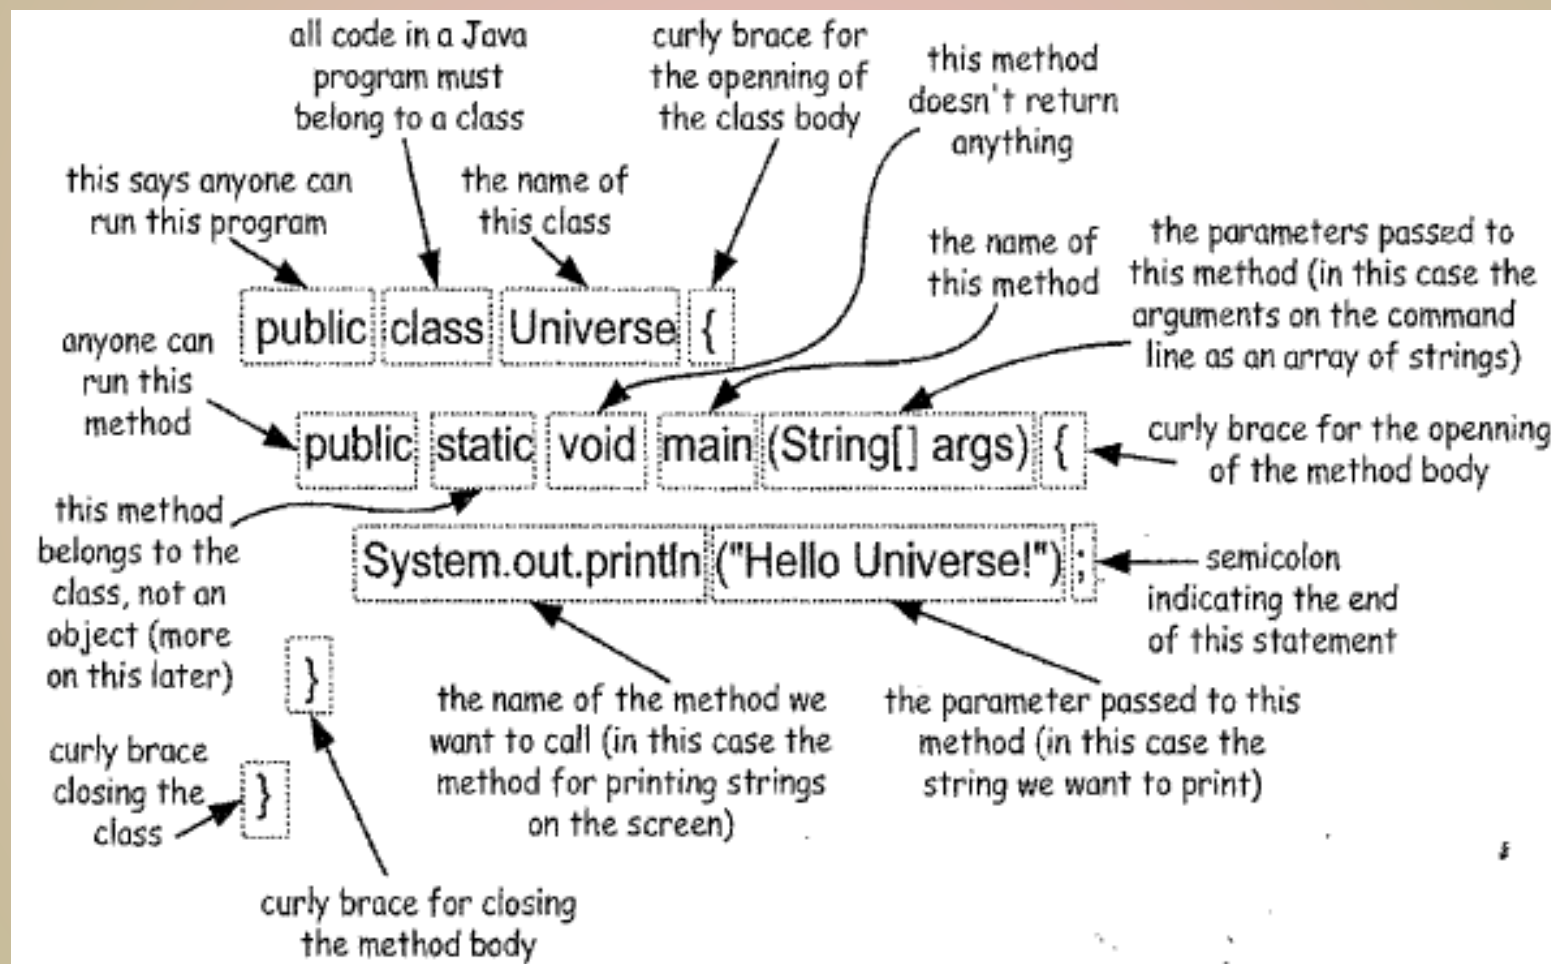 all code in a Java
program must
belong to a class
curly brace for
the openning of
the class body
this method
doesn't return
anything
this says anyone can
run this program
the name of
this class
the name of
this method
the parameters passed to
this method (in this case the
arguments on the command
line as an array of strings)
public class Universe {
anyone can
run this
method
public static void main (String[] args) {
curly brace for the openning
of the method body
this method
belongs to the
class, not an
object (more
on this later)
System.out.println ("Hello Universe!") ;
semicolon
indicating the end
of this statement
}
the name of the method we
want to call (in this case the
method for printing strings
on the screen)
the parameter passed to this
method (in this case the
string we want to print)
curly brace
closing the
class
}
curly brace for closing
the method body